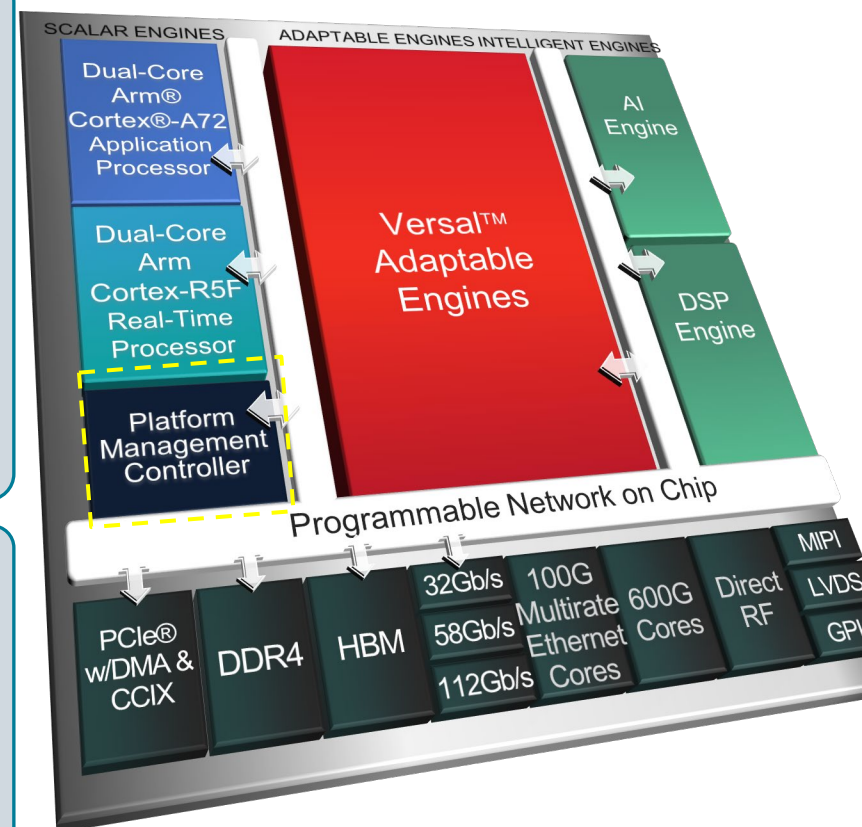 SCALAR ENGINES
ADAPTABLE ENGINES
INTELLIGENT ENGINES
Dual-Core
Arm®
Cortex®-A72
Application
Processor
Dual-Core
Arm
Cortex-R5F
Real-Time
Processor
Platform
Management
Controller
Versal™
Adaptable
Engines
AI
Engine
DSP
Engine
Programmable Network on Chip
PCIe®
w/DMA &
CCIX
DDR4
HBM
32Gb/s
58Gb/s
112Gb/s
100G
Multirate
Ethernet
Cores
600G
Cores
Direct
RF
MIPI
LVDS